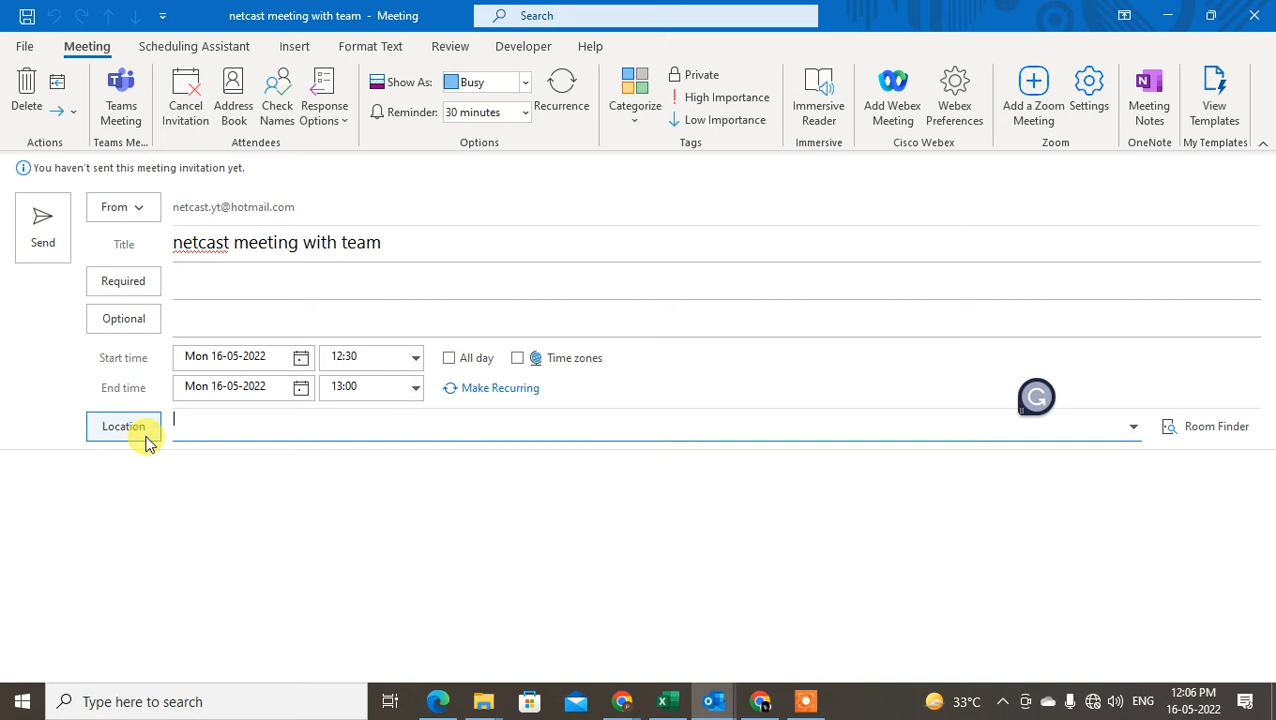 netcast meeting with team - Meeting
Search
File Meeting Scheduling Assistant Insert Format Text Review Developer Help
Delete
Actions
Teams Meeting
Teams Me...
Cancel Invitation
Address Book
Check Names
Response Options
Attendees
Show As: Busy
Reminder: 30 minutes
Recurrence
Options
Categorize
Private
High Importance
Low Importance
Tags
Immersive Reader
Immersive
Add Webex Meeting
Webex Preferences
Cisco Webex
Add a Zoom Meeting
Settings
Zoom
Meeting Notes
OneNote
View Templates
My Templates
You haven't sent this meeting invitation yet.
Send
From netcast.yt@hotmail.com
Title netcast meeting with team
Required
Optional
Start time Mon 16-05-2022 12:30 All day Time zones
End time Mon 16-05-2022 13:00 Make Recurring
Location Room Finder
Type here to search
33°C
ENG
12:06 PM
16-05-2022